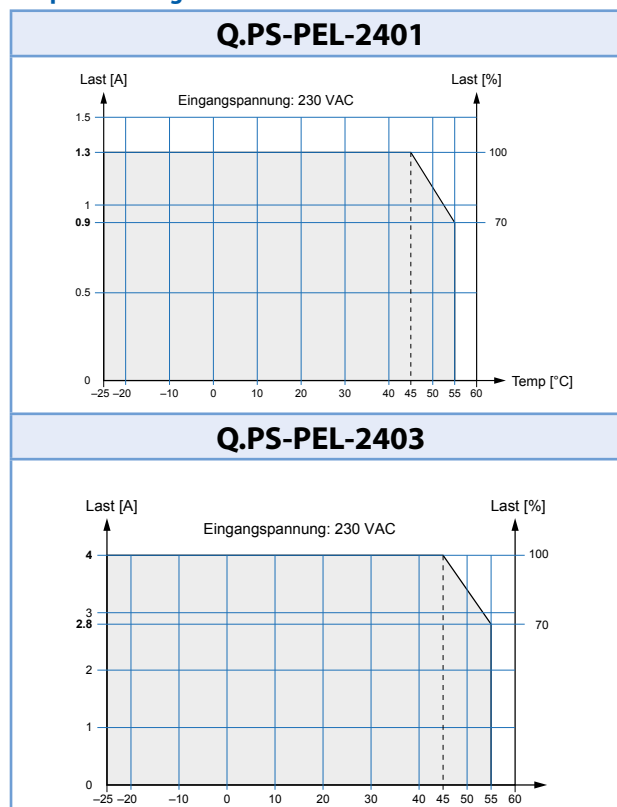 Q.PS-PEL-2401
Last [A] Last [%]
Eingangspannung: 230 VAC
1.5
1.3 100
1
0.9 70
0.5
0 Temp [°C]
–25 –20 –10 0 10 20 30 40 45 50 55 60
Q.PS-PEL-2403
Last [A] Last [%]
Eingangspannung: 230 VAC
4 100
3
2.8 70
2
1
0
–25 –20 –10 0 10 20 30 40 45 50 55 60